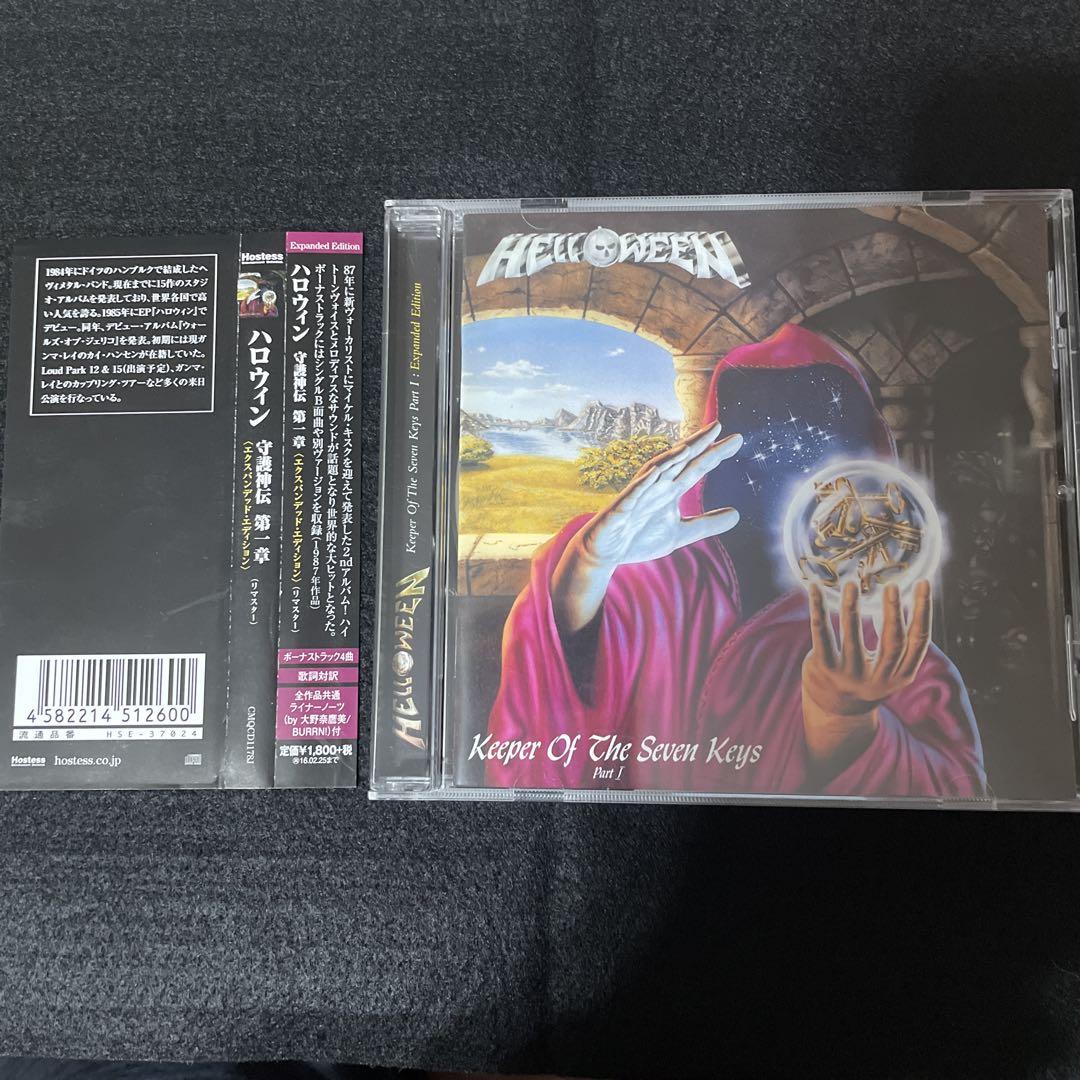 1984年にドイツのハンブルクで結成したヘ
ヴィメタル・バンド。現在までに15作のスタジ
オ・アルバムを発表しており、世界各国で高
い人気を誇る。1985年にEP『ハロウィン』で
デビュー。同年、デビュー・アルバム『ウォー
ルズ・オブ・ジェリコ』を発表。初期には現ガ
ンマ・レイのカイ・ハンセンが在籍していた。
Loud Park 12 & 15(出演予定)、ガンマ・
レイとのカップリング・ツアーなど多くの来日
公演を行なっている。
4 582214 512600
流通品番 HSE-37024
Hostess hostess.co.jp
Hostess
ハロウィン 守護神伝 第一章
〈エクスパンデッド・エディション〉(リマスター)
CMQCD11781
Expanded Edition
87年に新ヴォーカリストにマイケル・キスクを迎えて発表した2ndアルバム!ハイ
トーンヴォイスとメロディアスなサウンドが話題となり世界的な大ヒットとなった。
ボーナストラックにはシングルB面曲や別ヴァージョンを収録(1987年作品)
ハロウィン 守護神伝 第一章〈エクスパンデッド・エディション〉(リマスター)
ボーナストラック4曲
歌詞対訳
全作品共通
ライナーノーツ
(by 大野奈鷹美/
BURRN!)付
定価¥1,800+税
16.02.25まで
HELLOWEEN Keeper Of The Seven Keys Part I : Expanded Edition
HELLOWEEN
Keeper Of The Seven Keys
Part I